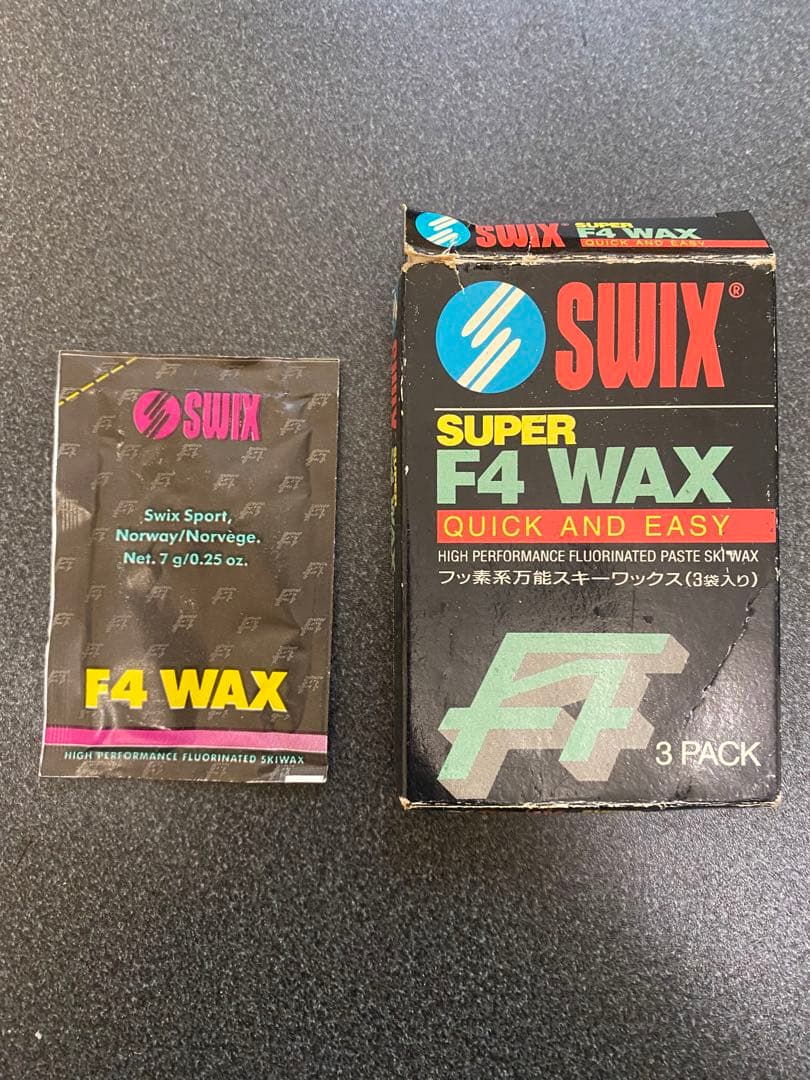 SWIX
Swix Sport,
Norway/Norvège.
Net. 7 g/0.25 oz.
F4 WAX
HIGH PERFORMANCE FLUORINATED SKIWAX
SWIX SUPER
F4 WAX
QUICK AND EASY
SWIX®
SUPER
F4 WAX
QUICK AND EASY
HIGH PERFORMANCE FLUORINATED PASTE SKI WAX
フッ素系万能スキーワックス(3袋入り)
F4
3 PACK